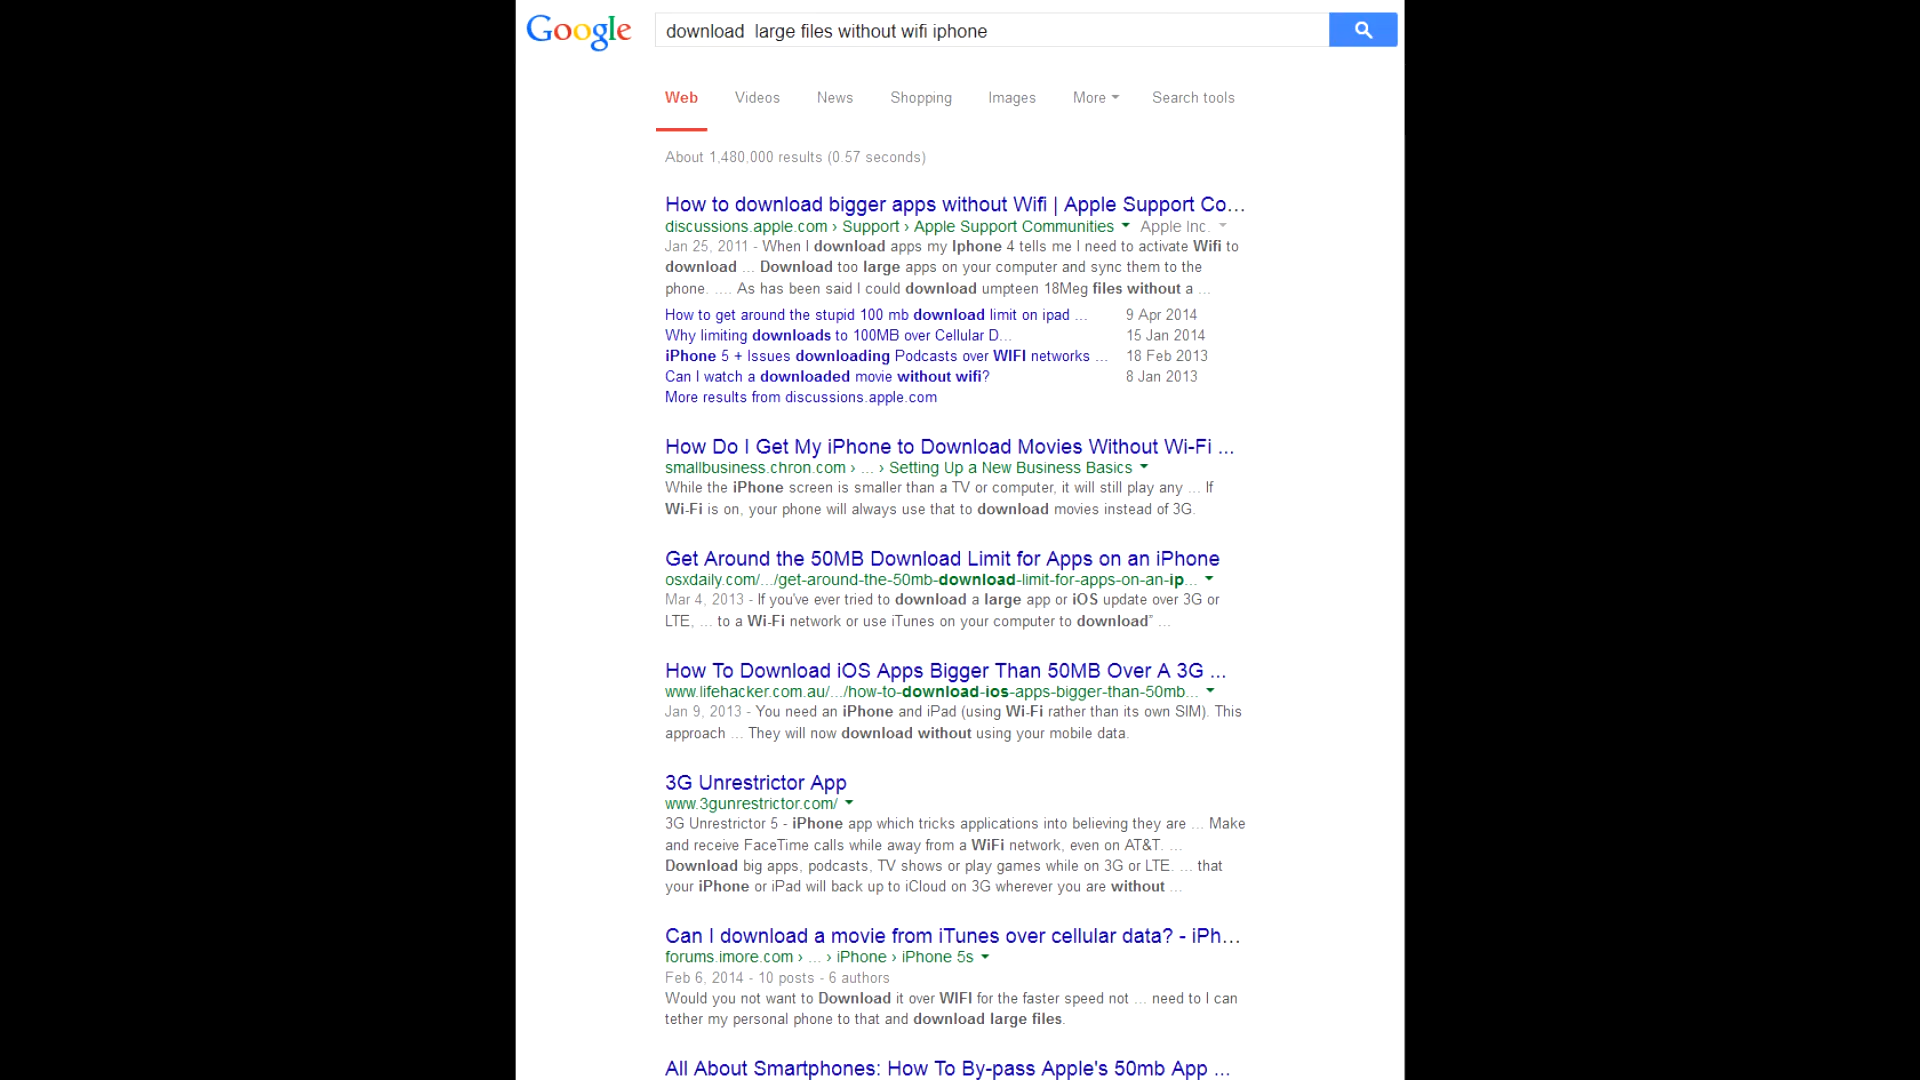 Google
download  large files without wifi iphone
Web Videos News Shopping Images More Search tools
About 1,480,000 results (0.57 seconds)
How to download bigger apps without Wifi | Apple Support Co...
discussions.apple.com › Support › Apple Support Communities Apple Inc.
Jan 25, 2011 - When I download apps my Iphone 4 tells me I need to activate Wifi to
download ... Download too large apps on your computer and sync them to the
phone. .... As has been said I could download umpteen 18Meg files without a ...
How to get around the stupid 100 mb download limit on ipad ... 9 Apr 2014
Why limiting downloads to 100MB over Cellular D... 15 Jan 2014
iPhone 5 + Issues downloading Podcasts over WIFI networks ... 18 Feb 2013
Can I watch a downloaded movie without wifi? 8 Jan 2013
More results from discussions.apple.com
How Do I Get My iPhone to Download Movies Without Wi-Fi ...
smallbusiness.chron.com › ... › Setting Up a New Business Basics
While the iPhone screen is smaller than a TV or computer, it will still play any ... If
Wi-Fi is on, your phone will always use that to download movies instead of 3G.
Get Around the 50MB Download Limit for Apps on an iPhone
osxdaily.com/.../get-around-the-50mb-download-limit-for-apps-on-an-ip...
Mar 4, 2013 - If you've ever tried to download a large app or iOS update over 3G or
LTE, ... to a Wi-Fi network or use iTunes on your computer to download” ...
How To Download iOS Apps Bigger Than 50MB Over A 3G ...
www.lifehacker.com.au/.../how-to-download-ios-apps-bigger-than-50mb...
Jan 9, 2013 - You need an iPhone and iPad (using Wi-Fi rather than its own SIM). This
approach ... They will now download without using your mobile data.
3G Unrestrictor App
www.3gunrestrictor.com/
3G Unrestrictor 5 - iPhone app which tricks applications into believing they are ... Make
and receive FaceTime calls while away from a WiFi network, even on AT&T. ...
Download big apps, podcasts, TV shows or play games while on 3G or LTE. ... that
your iPhone or iPad will back up to iCloud on 3G wherever you are without ...
Can I download a movie from iTunes over cellular data? - iPh...
forums.imore.com › ... › iPhone › iPhone 5s
Feb 6, 2014 - 10 posts - 6 authors
Would you not want to Download it over WIFI for the faster speed not ... need to I can
tether my personal phone to that and download large files.
All About Smartphones: How To By-pass Apple's 50mb App ...